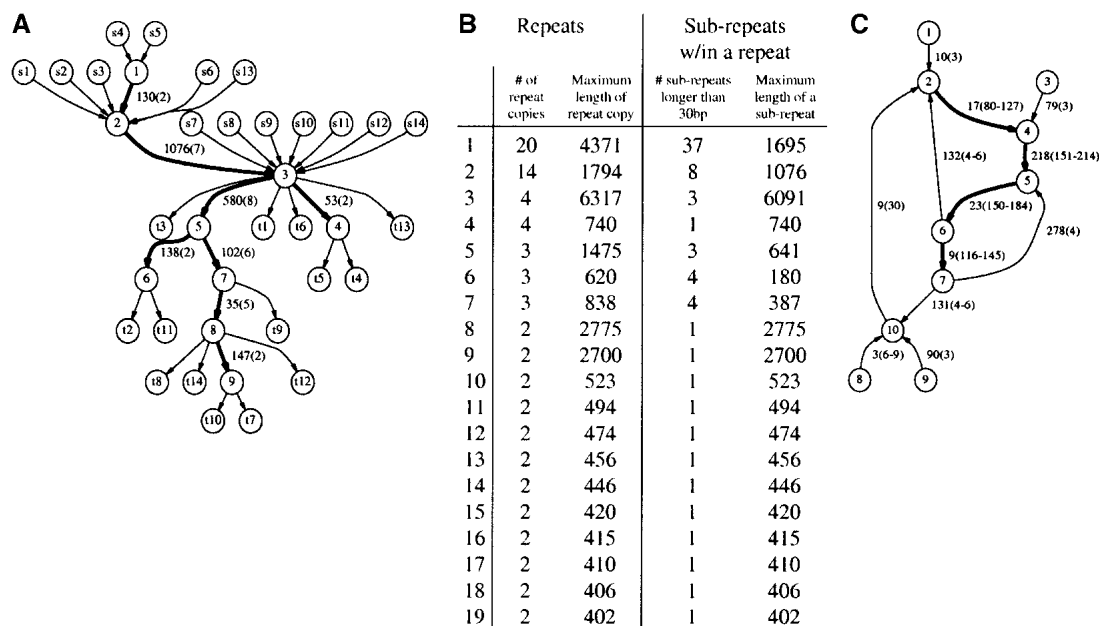 A
s4 s5
s1 s2 s3 1 s6 s13
130(2)
2 s7 s8 s9 s10 s11 s12 s14
1076(7)
3
580(8) 53(2)
t3 5 t1 t6 4 t13
138(2) 102(6)
6 7 t5 t4
35(5)
t2 t11 8 t9
147(2)
t8 t14 9 t12
t10 t7
B
Repeats Sub-repeats
w/in a repeat
# of Maximum # sub-repeats Maximum
repeat length of longer than length of a
copies repeat copy 30bp sub-repeat
1 20 4371 37 1695
2 14 1794 8 1076
3 4 6317 3 6091
4 4 740 1 740
5 3 1475 3 641
6 3 620 4 180
7 3 838 4 387
8 2 2775 1 2775
9 2 2700 1 2700
10 2 523 1 523
11 2 494 1 494
12 2 474 1 474
13 2 456 1 456
14 2 446 1 446
15 2 420 1 420
16 2 415 1 415
17 2 410 1 410
18 2 406 1 406
19 2 402 1 402
C
1
10(3)
2 3
17(80-127) 79(3)
4
132(4-6) 218(151-214)
5
9(30) 23(150-184)
6 278(4)
9(116-145)
7
131(4-6)
10
3(6-9) 90(3)
8 9